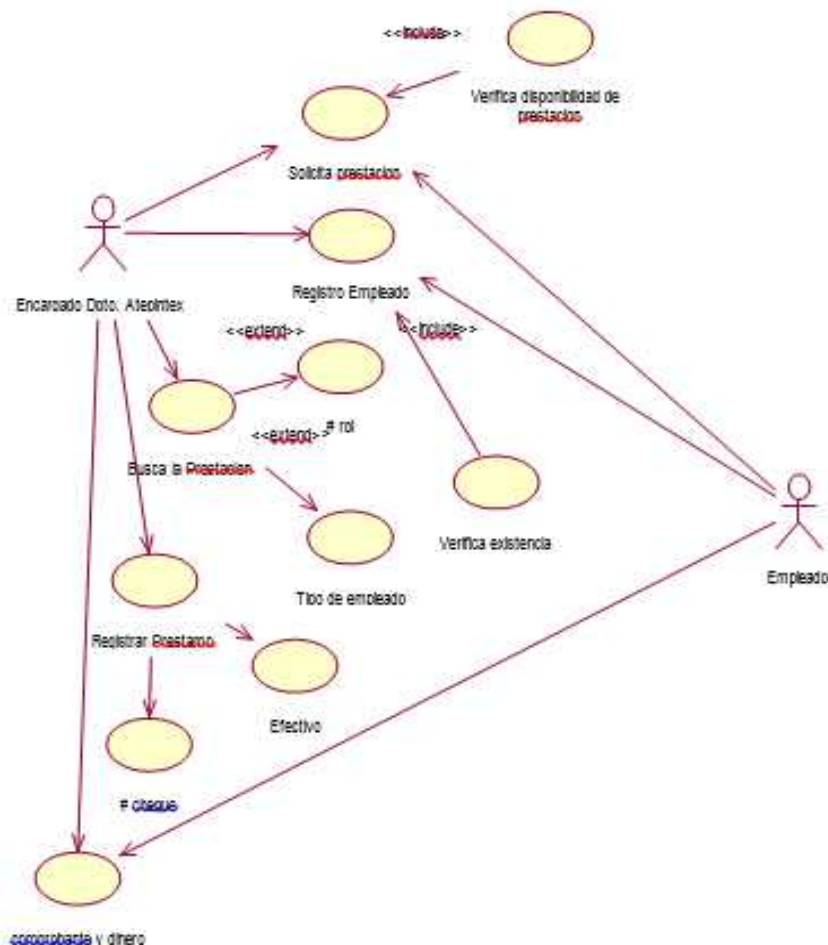 <<include>>
Verifica disponibilidad de
prestacion
Solicita prestacion
Registro Empleado
Encargado Dpto. Atepintex
<<extend>>
<<include>>
# rol
<<extend>>
Busca la Prestacion
Verifica existencia
Tipo de empleado
Empleado
Registrar Prestamo
Efectivo
# cheque
comprobante y dinero